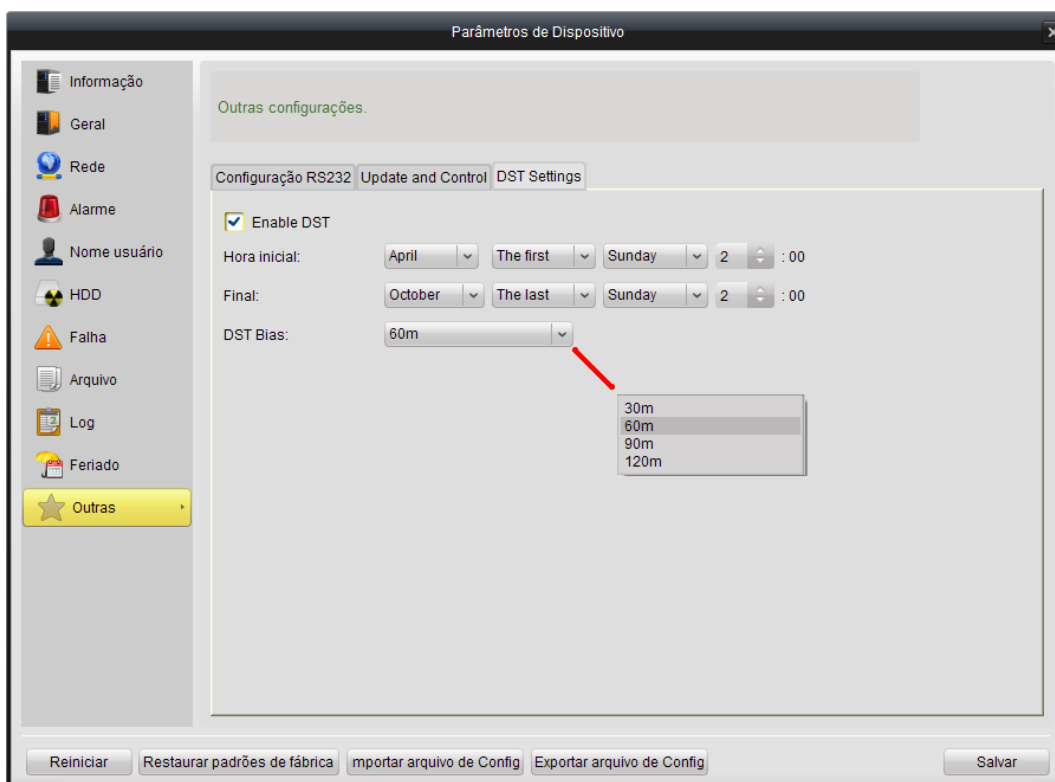 Parâmetros de Dispositivo
Informação
Geral
Rede
Alarme
Nome usuário
HDD
Falha
Arquivo
Log
Feriado
Outras
Outras configurações.
Configuração RS232 Update and Control DST Settings
Enable DST
Hora inicial: April The first Sunday 2 : 00
Final: October The last Sunday 2 : 00
DST Bias: 60m
30m
60m
90m
120m
Reiniciar Restaurar padrões de fábrica mportar arquivo de Config Exportar arquivo de Config Salvar